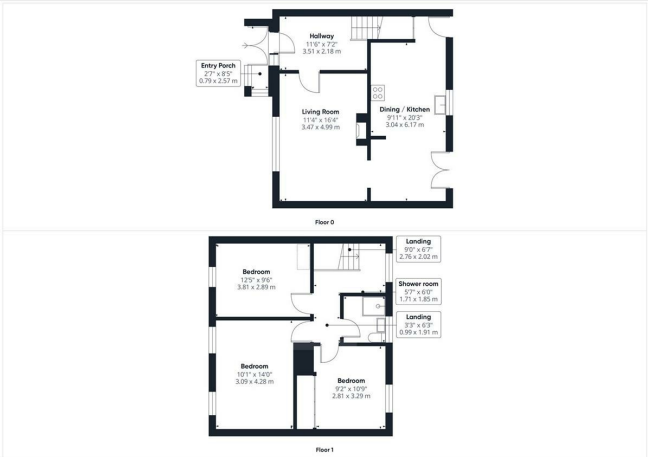 Hallway
11'6" x 7'2"
3.51 x 2.18 m
Entry Porch
2'7" x 8'5"
0.79 x 2.57 m
Living Room
11'4" x 16'4"
3.47 x 4.99 m
Dining / Kitchen
9'11" x 20'3"
3.04 x 6.17 m
Floor 0
Landing
9'0" x 6'7"
2.76 x 2.02 m
Bedroom
12'5" x 9'6"
3.81 x 2.89 m
Shower room
5'7" x 6'0"
1.71 x 1.85 m
Landing
3'3" x 6'3"
0.99 x 1.91 m
Bedroom
10'1" x 14'0"
3.09 x 4.28 m
Bedroom
9'2" x 10'9"
2.81 x 3.29 m
Floor 1